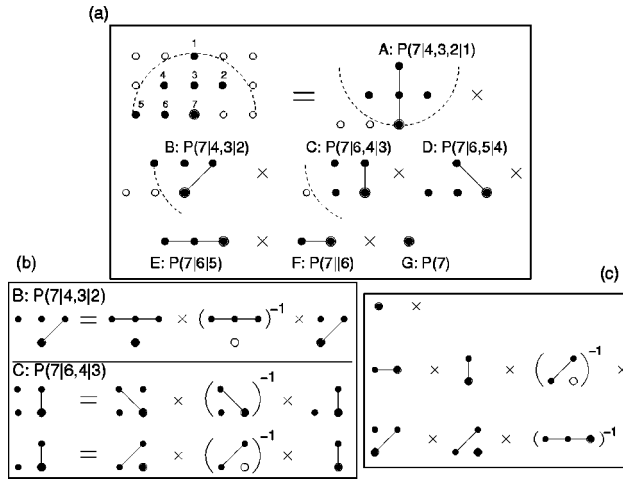 (a)
1
4 3 2
5 6 7
=
A: P(7|4,3,2|1)
×
B: P(7|4,3|2)
×
C: P(7|6,4|3)
×
D: P(7|6,5|4)
×
E: P(7|6|5)
×
F: P(7||6)
×
G: P(7)
(b)
B: P(7|4,3|2)
= × ( )−1 ×
C: P(7|6,4|3)
= × ( )−1 ×
= × ( )−1 ×
(c)
×
× × ( )−1 ×
× × ( )−1